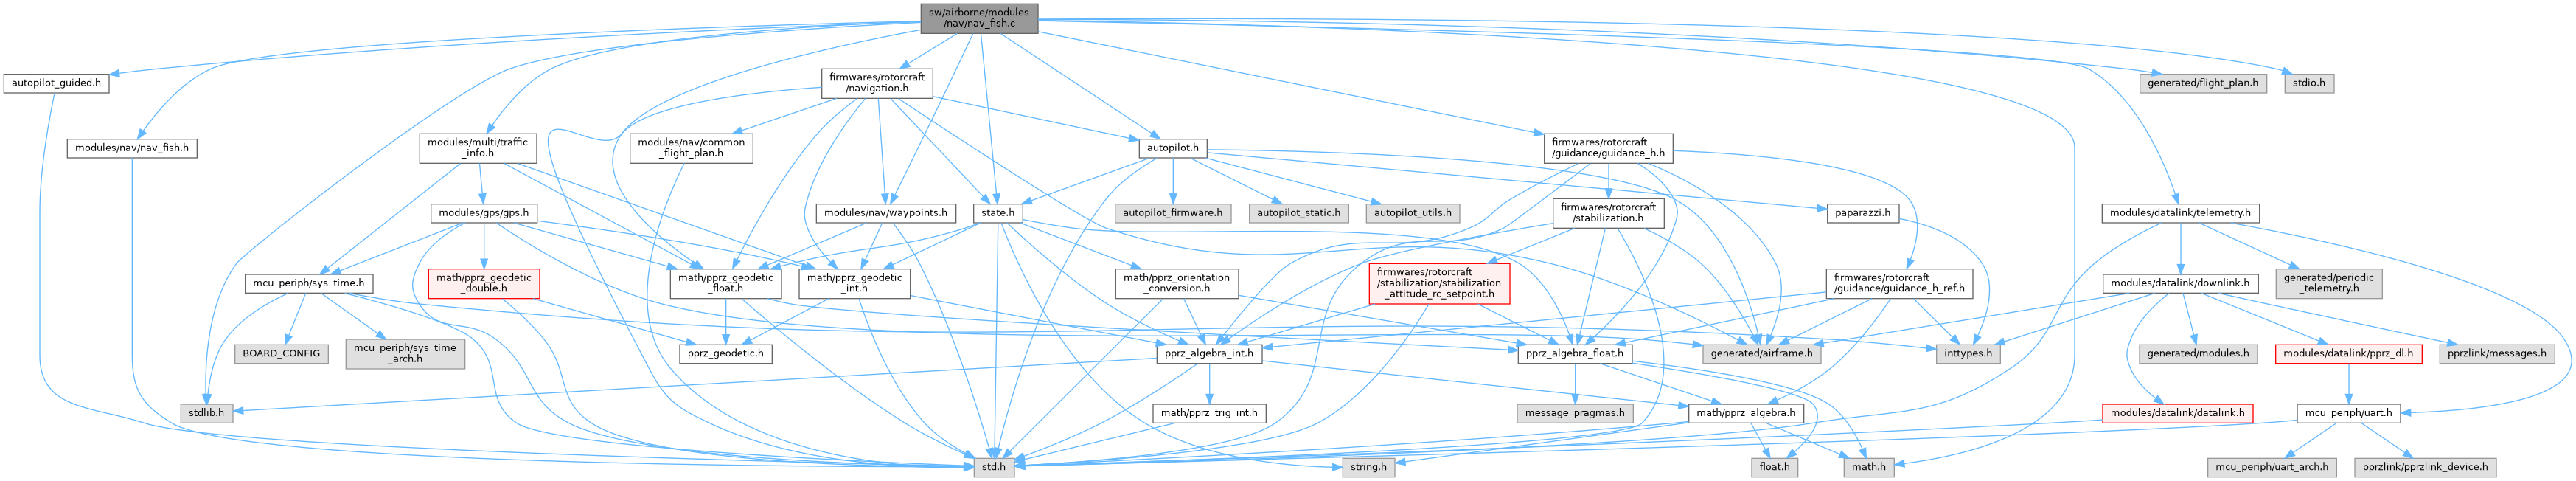 sw/airborne/modules
/nav/nav_fish.c
autopilot_guided.h
firmwares/rotorcraft
/navigation.h
generated/flight_plan.h
stdio.h
modules/nav/nav_fish.h
modules/multi/traffic
_info.h
modules/nav/common
_flight_plan.h
autopilot.h
firmwares/rotorcraft
/guidance/guidance_h.h
modules/gps/gps.h
modules/nav/waypoints.h
state.h
autopilot_firmware.h
autopilot_static.h
autopilot_utils.h
firmwares/rotorcraft
/stabilization.h
paparazzi.h
modules/datalink/telemetry.h
mcu_periph/sys_time.h
math/pprz_geodetic
_double.h
math/pprz_geodetic
_float.h
math/pprz_geodetic
_int.h
math/pprz_orientation
_conversion.h
firmwares/rotorcraft
/stabilization/stabilization
_attitude_rc_setpoint.h
firmwares/rotorcraft
/guidance/guidance_h_ref.h
modules/datalink/downlink.h
generated/periodic
_telemetry.h
BOARD_CONFIG
mcu_periph/sys_time
_arch.h
pprz_geodetic.h
pprz_algebra_int.h
pprz_algebra_float.h
generated/airframe.h
inttypes.h
generated/modules.h
modules/datalink/pprz_dl.h
pprzlink/messages.h
stdlib.h
math/pprz_trig_int.h
message_pragmas.h
math/pprz_algebra.h
modules/datalink/datalink.h
mcu_periph/uart.h
std.h
string.h
float.h
math.h
mcu_periph/uart_arch.h
pprzlink/pprzlink_device.h